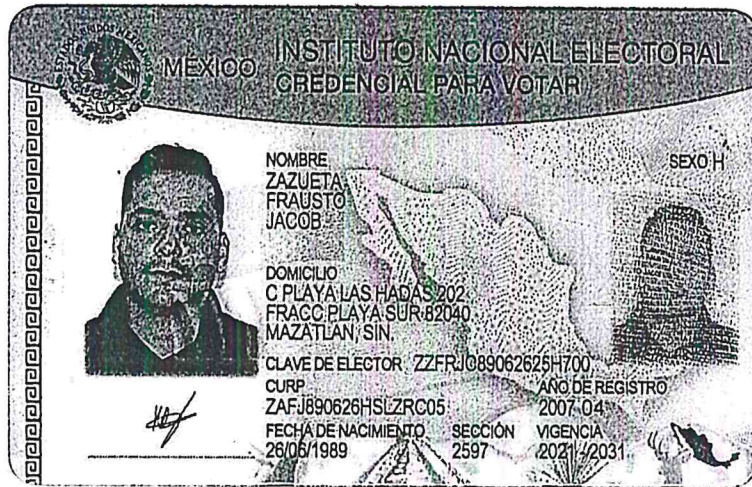 MÉXICO INSTITUTO NACIONAL ELECTORAL
CREDENCIAL PARA VOTAR
NOMBRE SEXO H
ZAZUETA
FRAUSTO
JACOB
DOMICILIO
C PLAYA LAS HADAS 202
FRACC PLAYA SUR 82040
MAZATLAN, SIN.
CLAVE DE ELECTOR ZZFRJC89062625H700
CURP AÑO DE REGISTRO
ZAFJ890626HSLZRC05 2007 04
FECHA DE NACIMIENTO SECCIÓN VIGENCIA
26/06/1989 2597 2021 - 2031